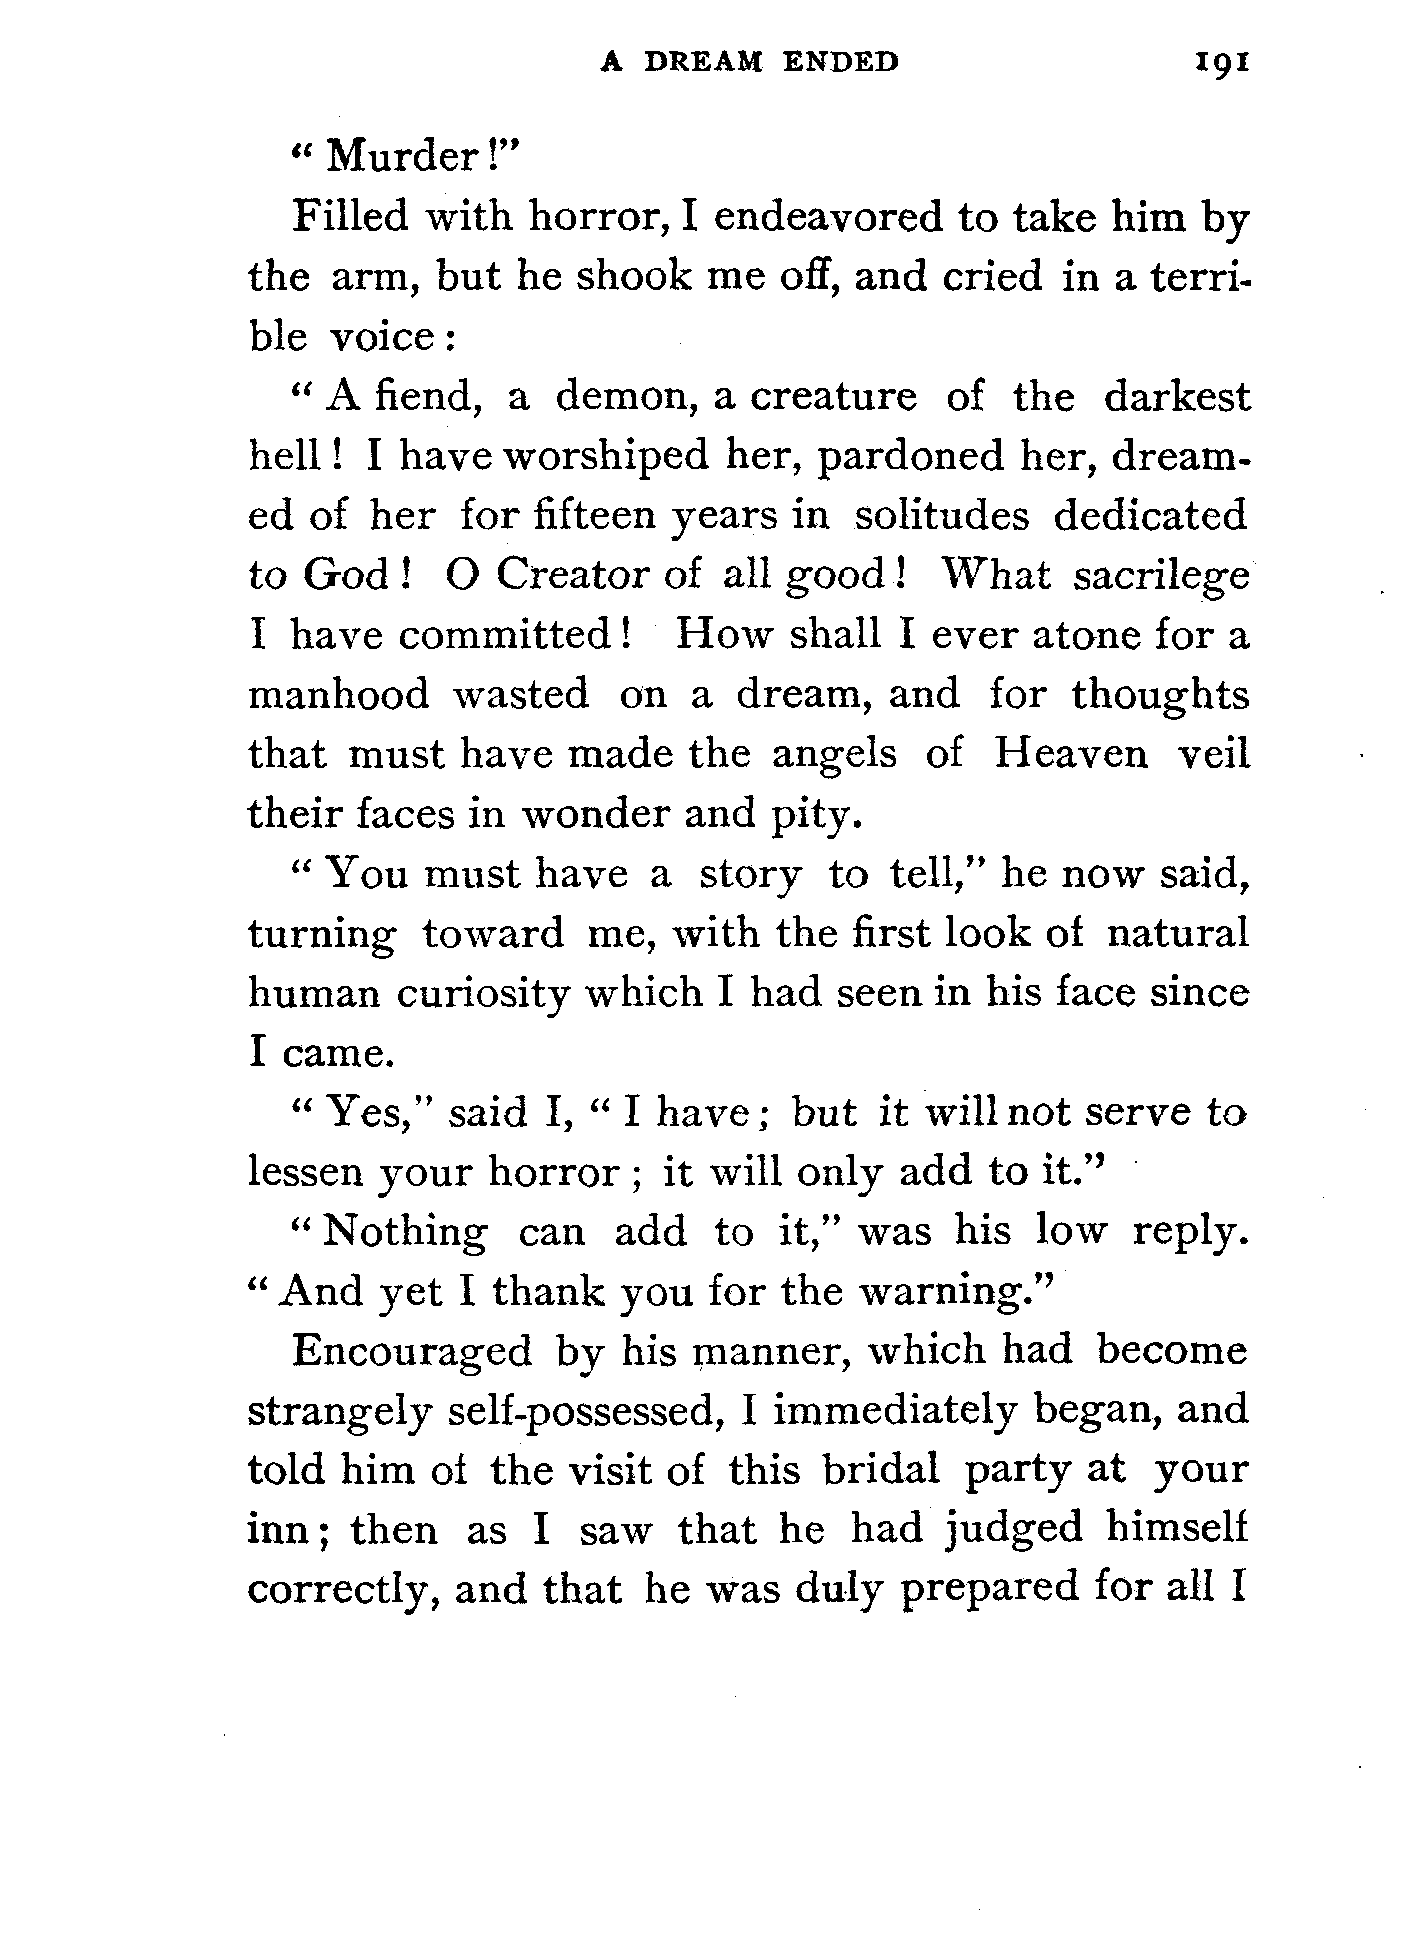 A DREAM ENDED 191
“ Murder !”
Filled with horror, I endeavored to take him by
the arm, but he shook me off, and cried in a terri-
ble voice :
“ A fiend, a demon, a creature of the darkest
hell ! I have worshiped her, pardoned her, dream-
ed of her for fifteen years in solitudes dedicated
to God ! O Creator of all good ! What sacrilege
I have committed ! How shall I ever atone for a
manhood wasted on a dream, and for thoughts
that must have made the angels of Heaven veil
their faces in wonder and pity.
“ You must have a story to tell,” he now said,
turning toward me, with the first look of natural
human curiosity which I had seen in his face since
I came.
“ Yes,” said I, “ I have ; but it will not serve to
lessen your horror ; it will only add to it.”
“ Nothing can add to it,” was his low reply.
“ And yet I thank you for the warning.”
Encouraged by his manner, which had become
strangely self-possessed, I immediately began, and
told him of the visit of this bridal party at your
inn ; then as I saw that he had judged himself
correctly, and that he was duly prepared for all I